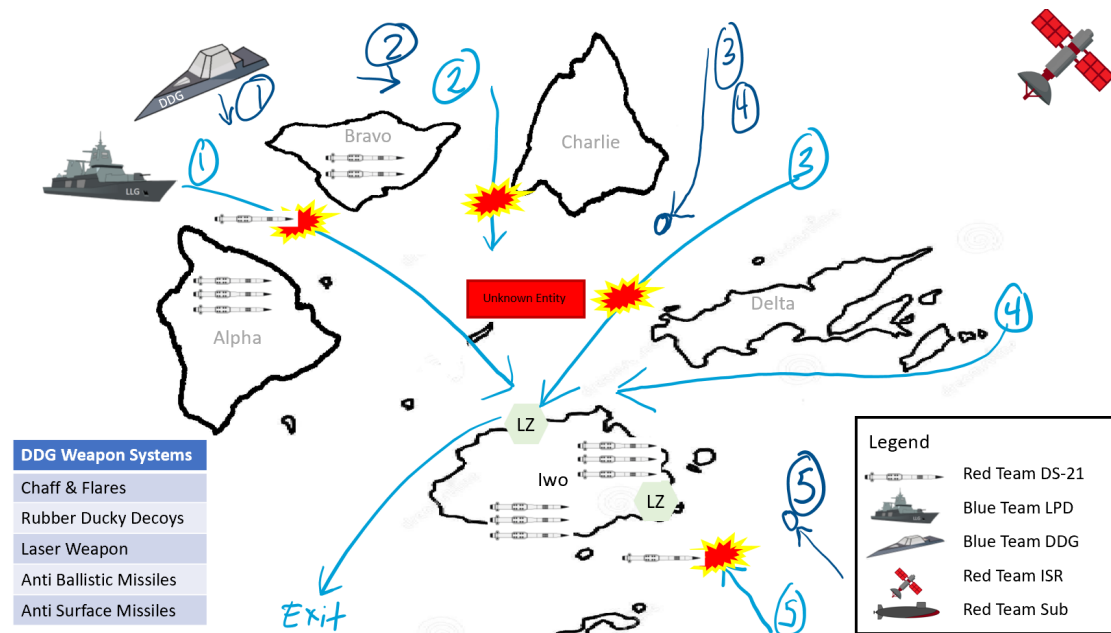 2
3
DDG
1
2
Bravo
4
Charlie
1
3
LLG
Unknown Entity
Delta
4
Alpha
LZ
DDG Weapon Systems
Chaff & Flares
Rubber Ducky Decoys
Laser Weapon
Anti Ballistic Missiles
Anti Surface Missiles
Iwo
LZ
5
Exit
5
Legend
Red Team DS-21
Blue Team LPD
Blue Team DDG
Red Team ISR
Red Team Sub